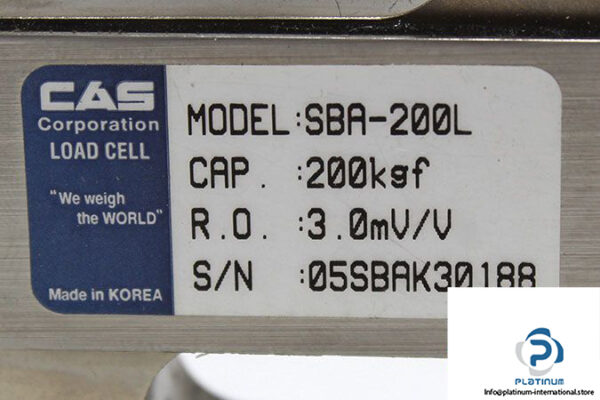 CAS
Corporation
LOAD CELL
"We weigh
the WORLD"
Made in KOREA
MODEL:SBA-200L
CAP. :200kgf
R.O. :3.0mV/V
S/N :05SBAK30188
PLATINUM
Info@platinum-international.store